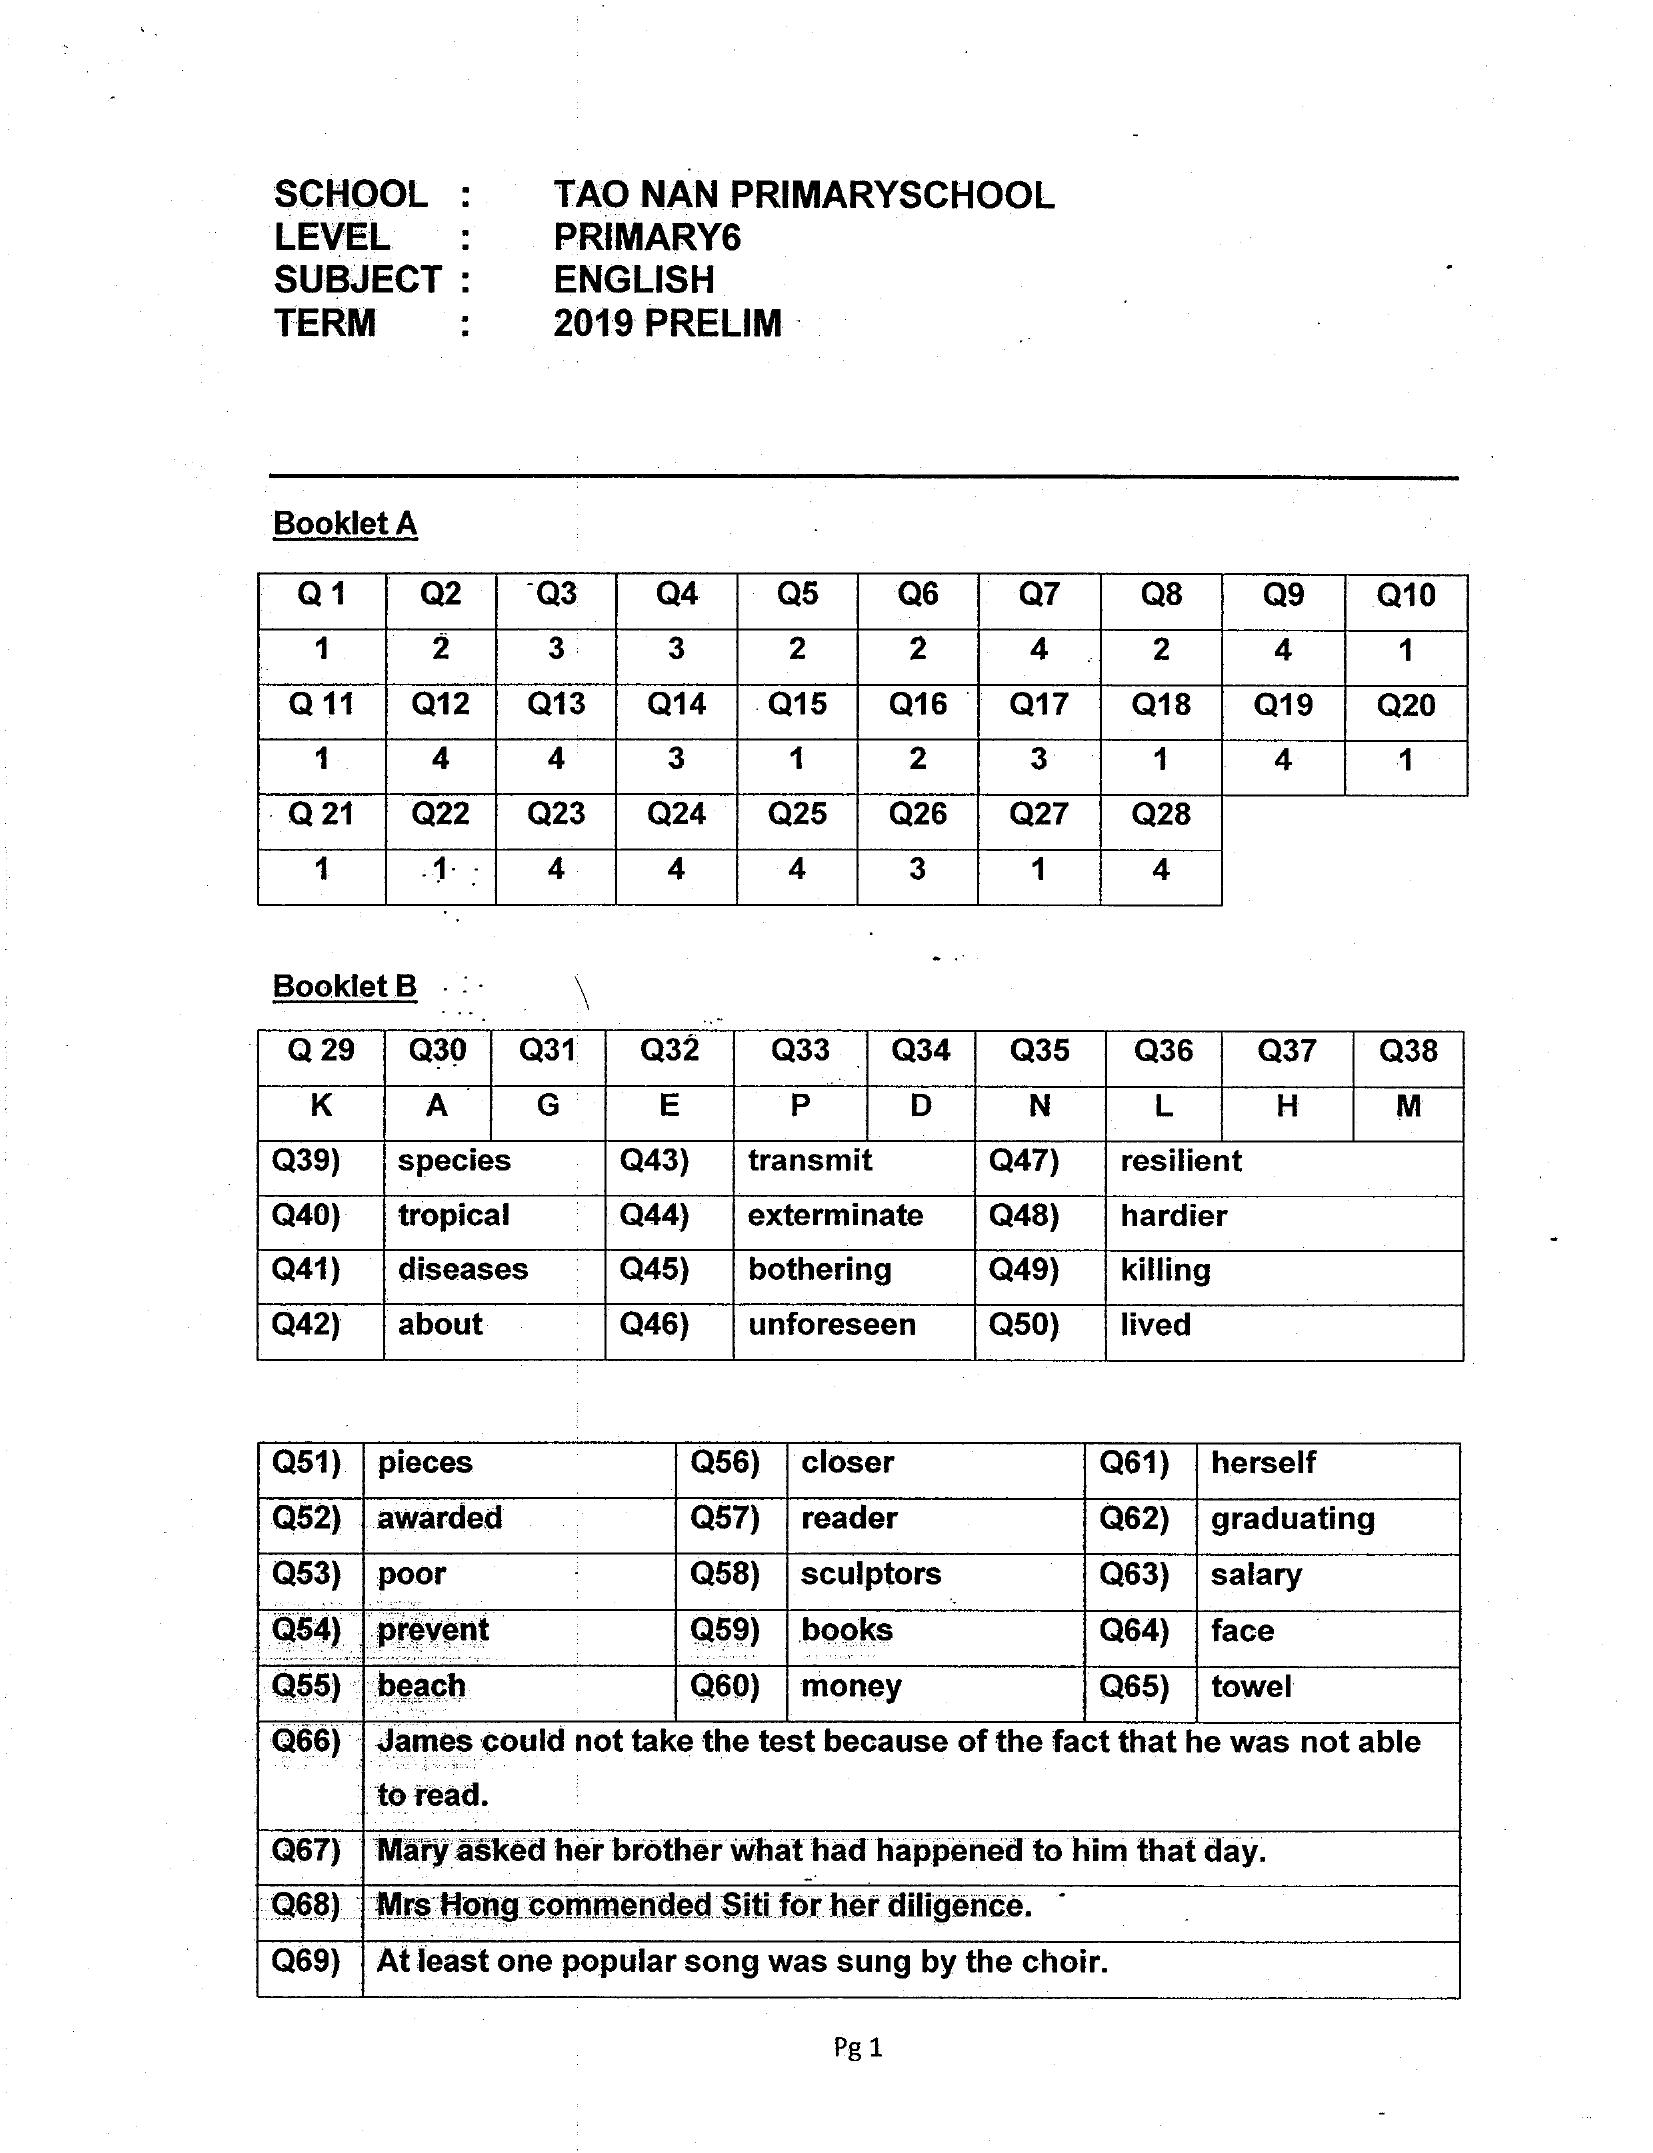 SCHOOL : TAO NAN PRIMARYSCHOOL
LEVEL : PRIMARY6
SUBJECT : ENGLISH
TERM : 2019 PRELIM
Booklet A
Q 1 Q2 Q3 Q4 Q5 Q6 Q7 Q8 Q9 Q10
1 2 3 3 2 2 4 2 4 1
Q 11 Q12 Q13 Q14 Q15 Q16 Q17 Q18 Q19 Q20
1 4 4 3 1 2 3 1 4 1
Q 21 Q22 Q23 Q24 Q25 Q26 Q27 Q28
1 1 4 4 4 3 1 4
Booklet B
Q 29 Q30 Q31 Q32 Q33 Q34 Q35 Q36 Q37 Q38
K A G E P D N L H M
Q39) species Q43) transmit Q47) resilient
Q40) tropical Q44) exterminate Q48) hardier
Q41) diseases Q45) bothering Q49) killing
Q42) about Q46) unforeseen Q50) lived
Q51) pieces Q56) closer Q61) herself
Q52) awarded Q57) reader Q62) graduating
Q53) poor Q58) sculptors Q63) salary
Q54) prevent Q59) books Q64) face
Q55) beach Q60) money Q65) towel
Q66) James could not take the test because of the fact that he was not able
to read.
Q67) Mary asked her brother what had happened to him that day.
Q68) Mrs Hong commended Siti for her diligence.
Q69) At least one popular song was sung by the choir.
Pg 1